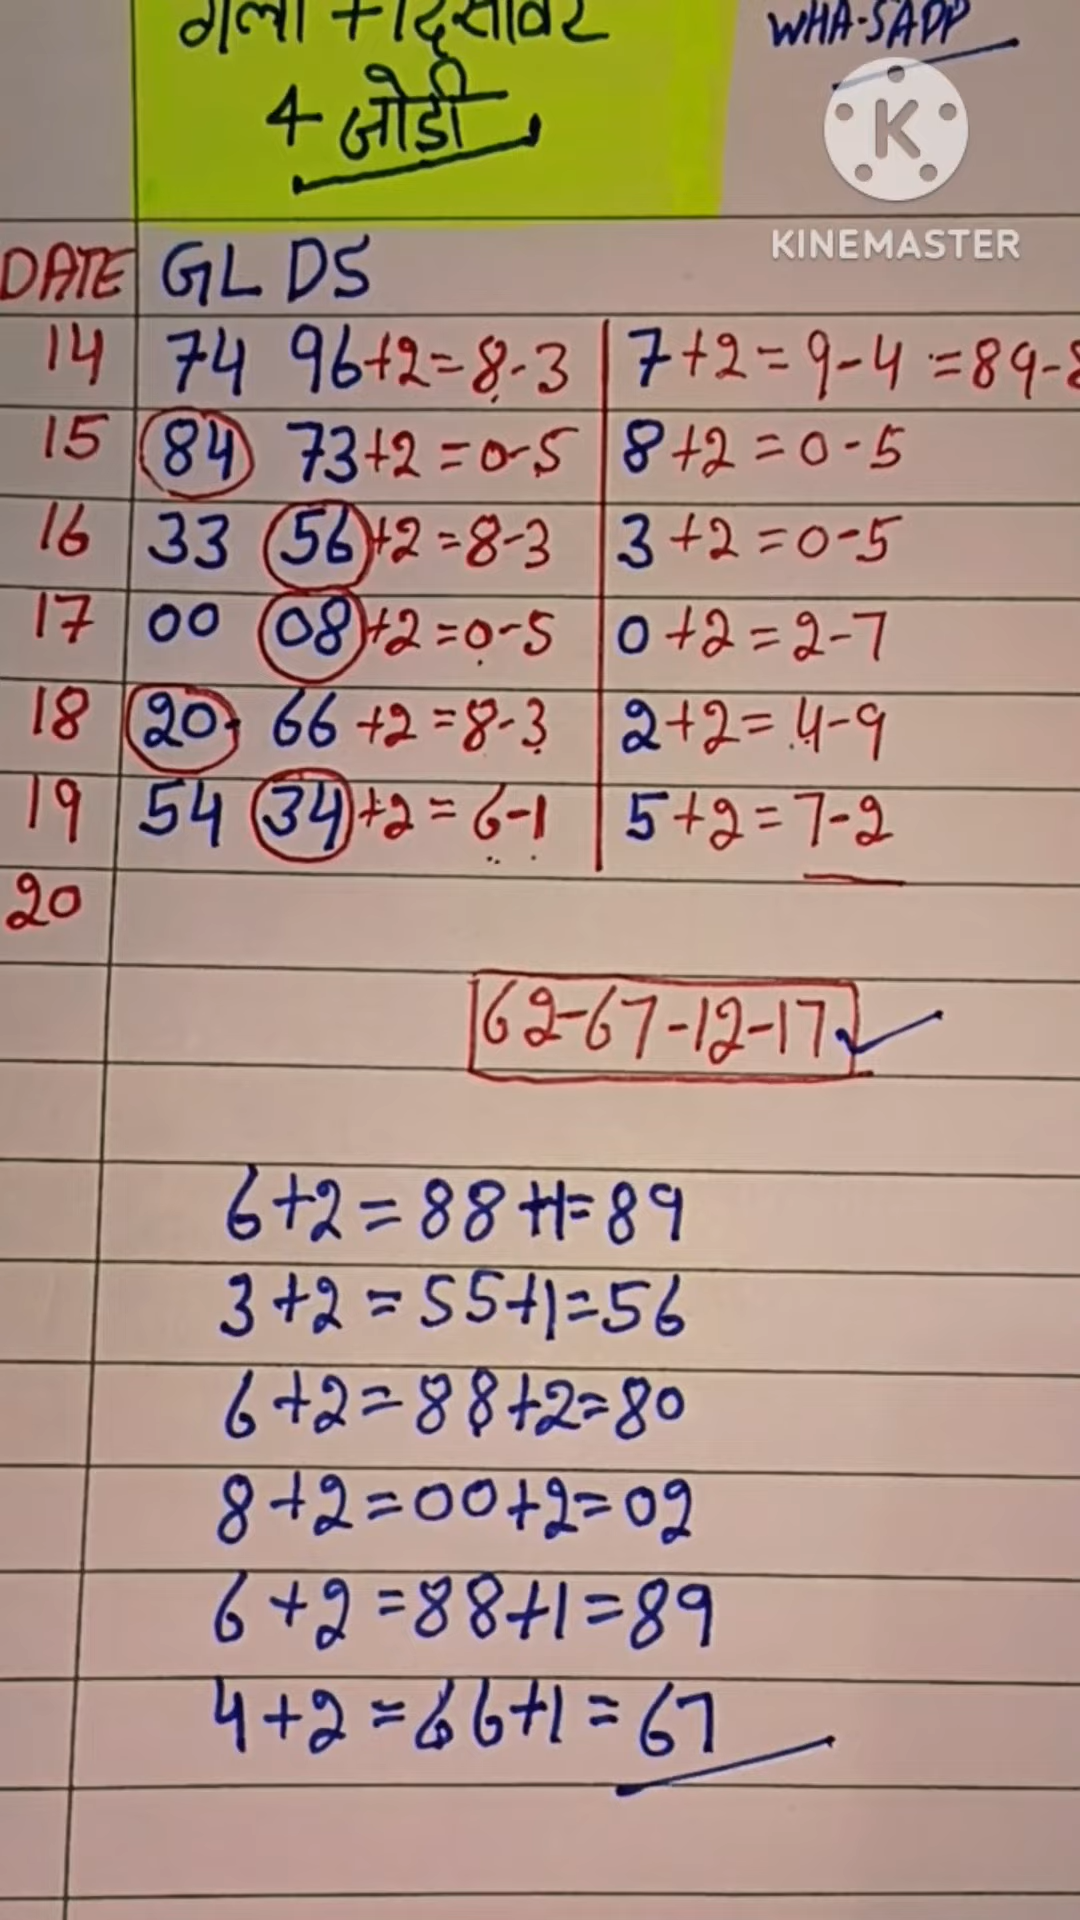 गली + दिसावर
WHA-SAPP
4 जोडी
KINEMASTER
DATE GL DS
14 74 96+2=8-3 7+2=9-4=89-8
15 84 73+2=0-5 8+2=0-5
16 33 56+2=8-3 3+2=0-5
17 00 08+2=0-5 0+2=2-7
18 20 66+2=8-3 2+2=4-9
19 54 34+2=6-1 5+2=7-2
20
62-67-12-17
6+2=88+1=89
3+2=55+1=56
6+2=88+2=80
8+2=00+2=02
6+2=88+1=89
4+2=66+1=67